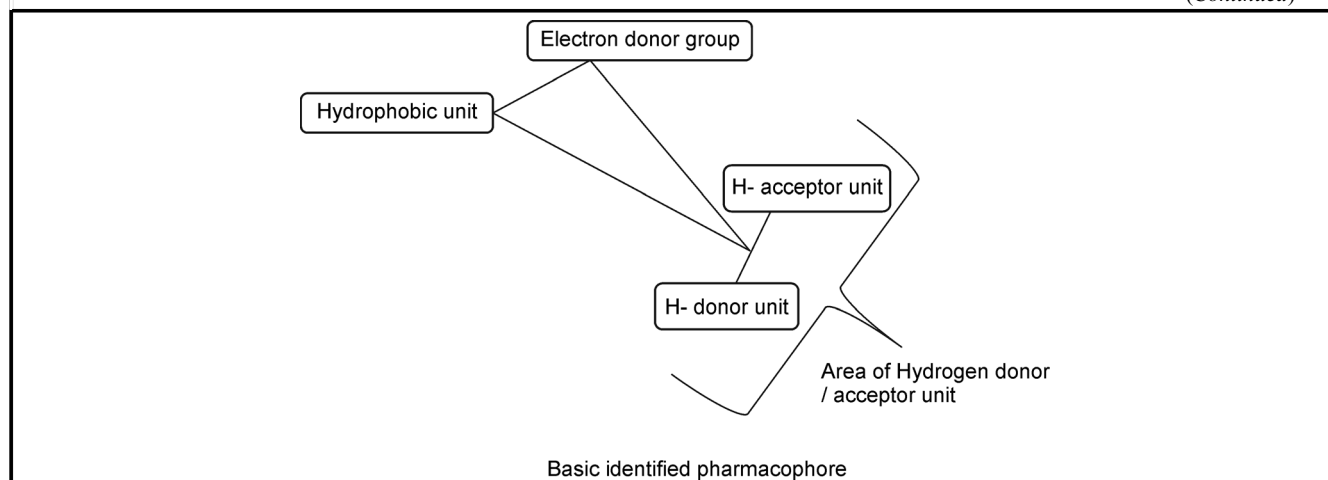 (Continued)
Electron donor group
Hydrophobic unit
H- acceptor unit
H- donor unit
Area of Hydrogen donor
/ acceptor unit
Basic identified pharmacophore